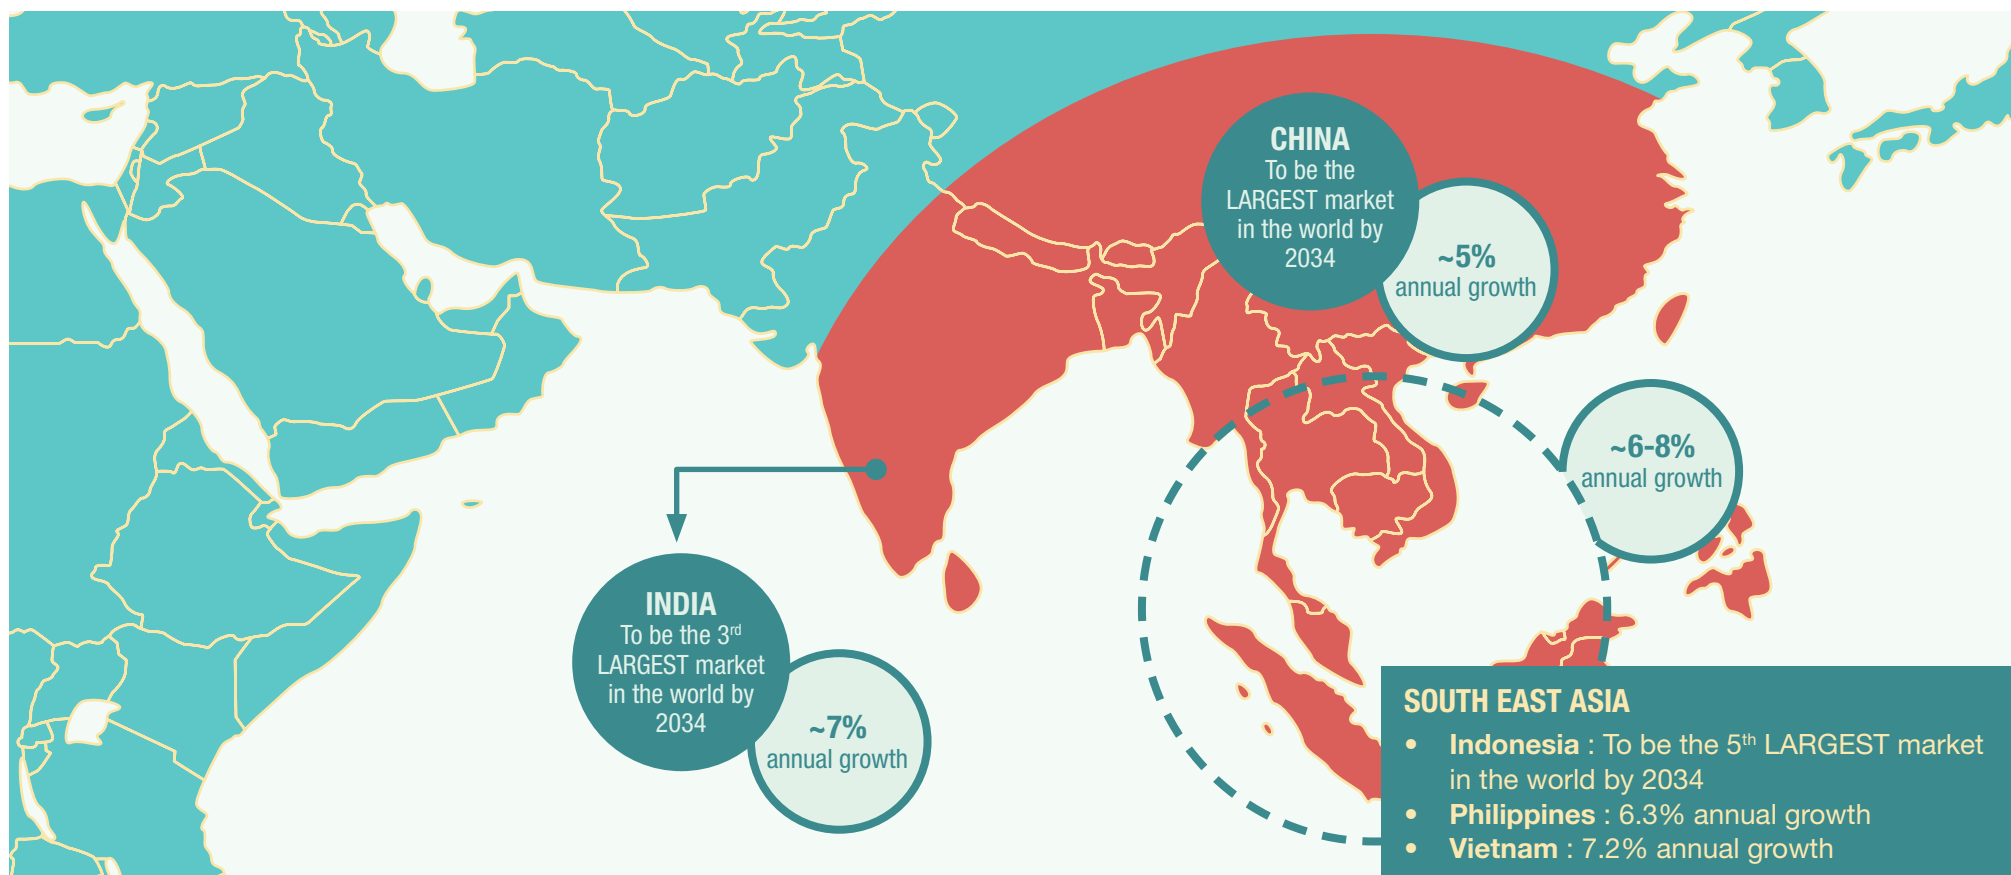 CHINA
To be the
LARGEST market
in the world by
2034
~5%
annual growth
~6-8%
annual growth
INDIA
To be the 3rd
LARGEST market
in the world by
2034
~7%
annual growth
SOUTH EAST ASIA
• Indonesia : To be the 5th LARGEST market
in the world by 2034
• Philippines : 6.3% annual growth
• Vietnam : 7.2% annual growth